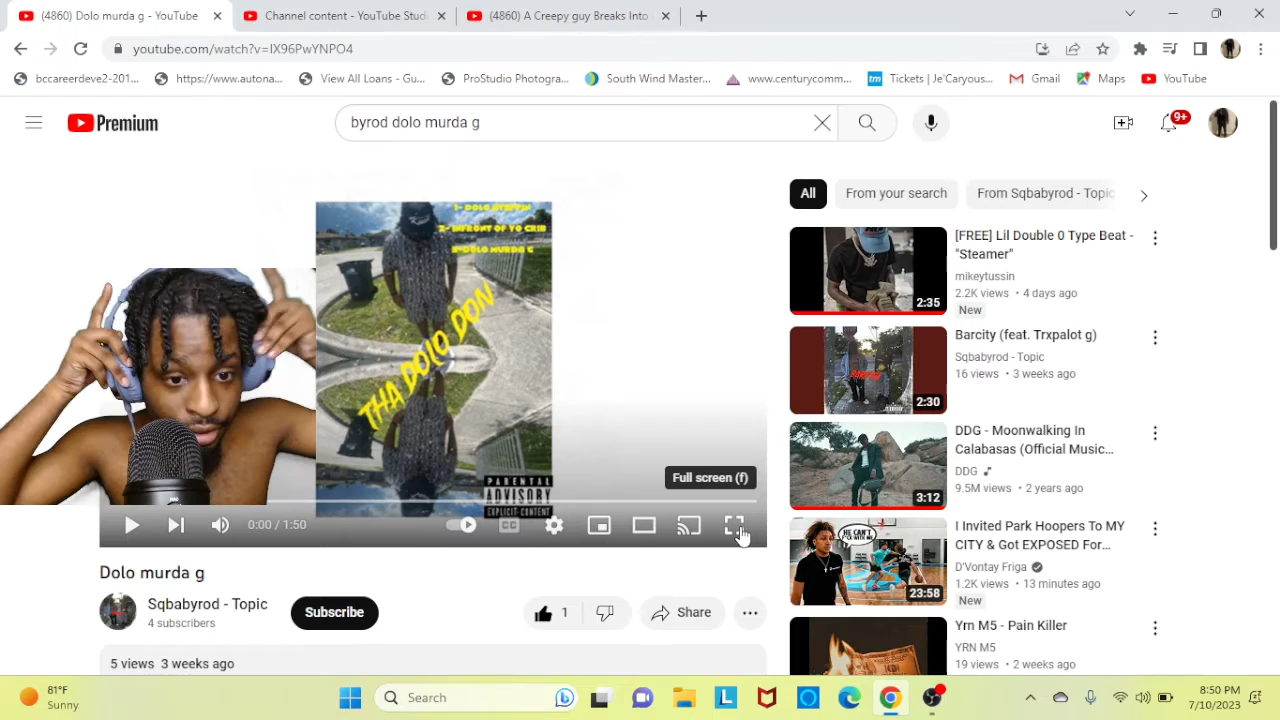 (4860) Dolo murda g - YouTube
Channel content - YouTube Studi
(4860) A Creepy guy Breaks Into
youtube.com/watch?v=IX96PwYNPO4
bccareerdeve2-201...
https://www.autona...
View All Loans - Gu...
ProStudio Photogra...
South Wind Master...
www.centurycomm...
tm
Tickets | Je'Caryous...
Gmail
Maps
YouTube
Premium
byrod dolo murda g
9+
All
From your search
From Sqbabyrod - Topic
1- DOLO STEPPIN
2- INFRONT OF YO CRIB
3-DOLO MURDA G
THA DOLO DON
PARENTAL
ADVISORY
EXPLICIT CONTENT
Full screen (f)
0:00 / 1:50
CC
Dolo murda g
Sqbabyrod - Topic
4 subscribers
Subscribe
1
Share
5 views 3 weeks ago
2:35
[FREE] Lil Double 0 Type Beat -
"Steamer"
mikeytussin
2.2K views • 4 days ago
New
2:30
Barcity (feat. Trxpalot g)
Sqbabyrod - Topic
16 views • 3 weeks ago
3:12
DDG - Moonwalking In
Calabasas (Official Music...
DDG
9.5M views • 2 years ago
HE CAN'T
F*CK WITH ME
23:58
I Invited Park Hoopers To MY
CITY & Got EXPOSED For...
D'Vontay Friga
1.2K views • 13 minutes ago
New
Yrn M5 - Pain Killer
YRN M5
19 views • 2 weeks ago
81°F
Sunny
Search
L
8:50 PM
7/10/2023